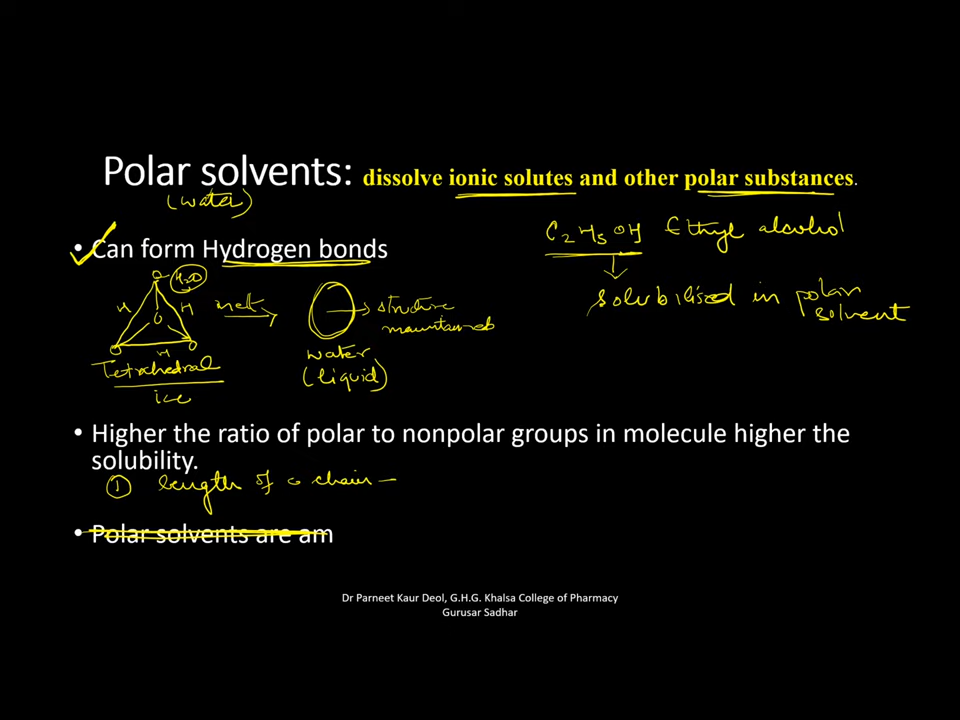 Polar solvents: dissolve ionic solutes and other polar substances.
(water)
C2H5OH Ethyl alcohol
• Can form Hydrogen bonds
H2O
solubilised in polar
solvent
H H melt structure
O maintained
H
water
Tetrahedral (liquid)
ice
• Higher the ratio of polar to nonpolar groups in molecule higher the
solubility.
① length of c chain –
• Polar solvents are am
Dr Parneet Kaur Deol, G.H.G. Khalsa College of Pharmacy
Gurusar Sadhar